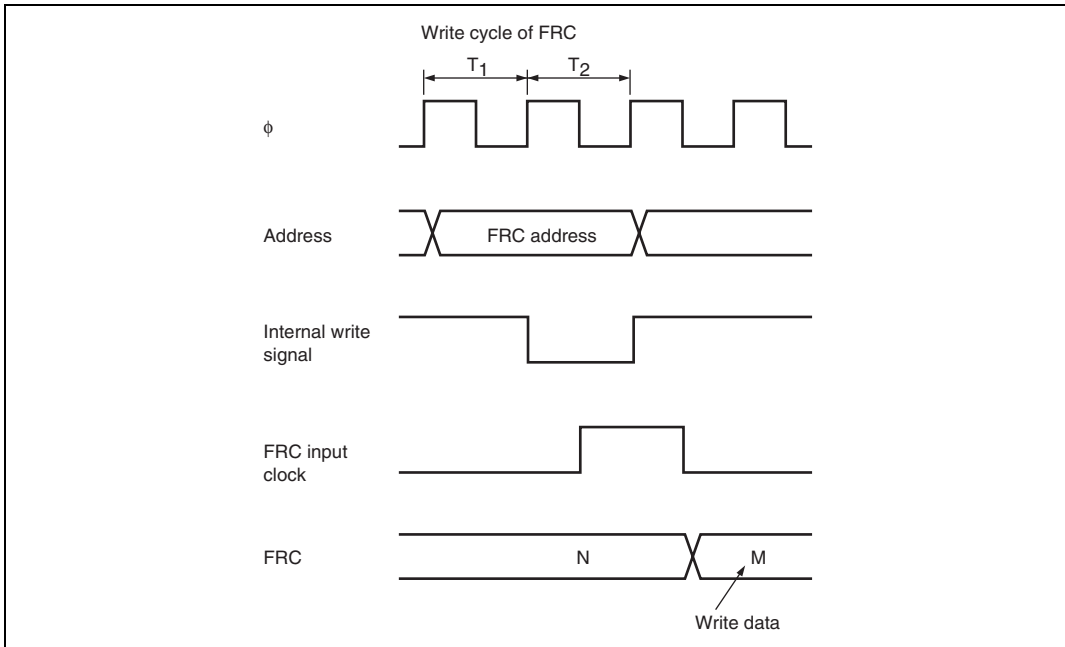 Write cycle of FRC
T1 T2
φ
Address
FRC address
Internal write
signal
FRC input
clock
FRC
N
M
Write data